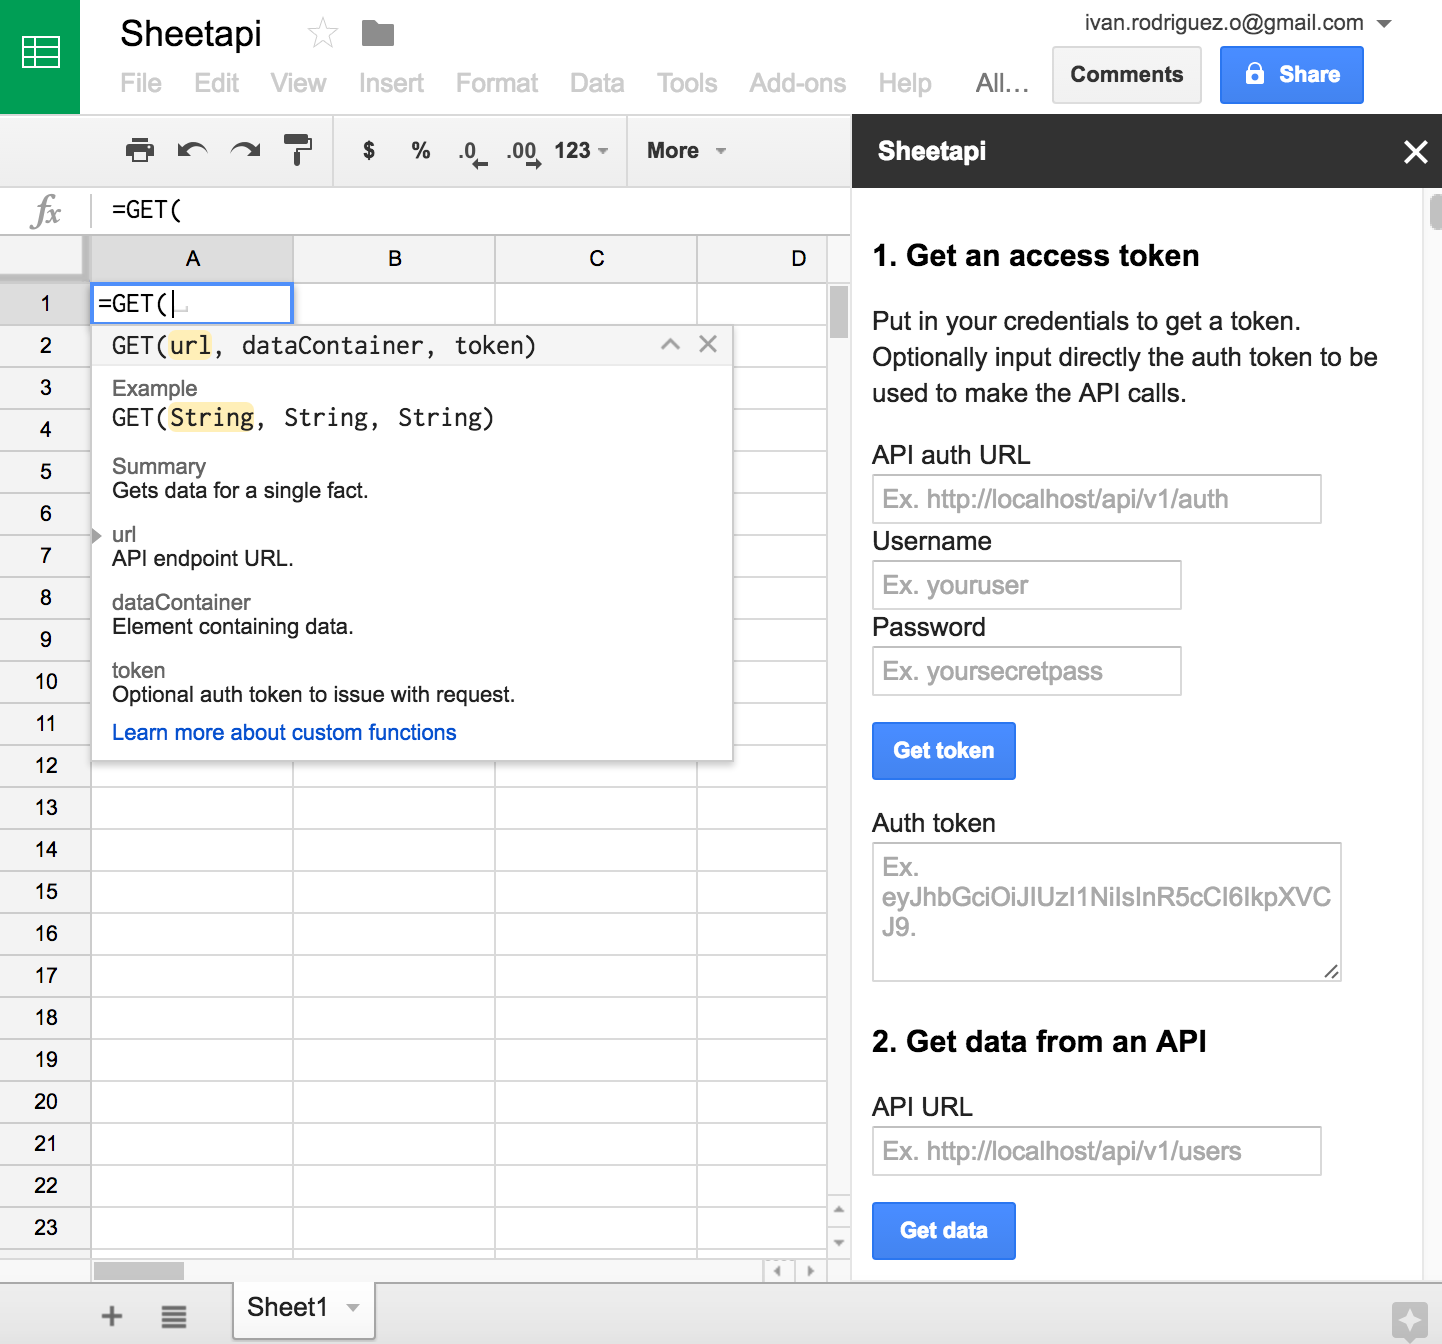 Sheetapi
ivan.rodriguez.o@gmail.com
File Edit View Insert Format Data Tools Add-ons Help All...
Comments
Share
$ % .0 .00 123 More
Sheetapi
fx =GET(
A B C D
1 =GET(
GET(url, dataContainer, token)
Example
GET(String, String, String)
Summary
Gets data for a single fact.
url
API endpoint URL.
dataContainer
Element containing data.
token
Optional auth token to issue with request.
Learn more about custom functions
2
3
4
5
6
7
8
9
10
11
12
13
14
15
16
17
18
19
20
21
22
23
Sheet1
1. Get an access token
Put in your credentials to get a token.
Optionally input directly the auth token to be
used to make the API calls.
API auth URL
Ex. http://localhost/api/v1/auth
Username
Ex. youruser
Password
Ex. yoursecretpass
Get token
Auth token
Ex.
eyJhbGciOiJIUzI1NiIsInR5cCI6IkpXVC
J9.
2. Get data from an API
API URL
Ex. http://localhost/api/v1/users
Get data